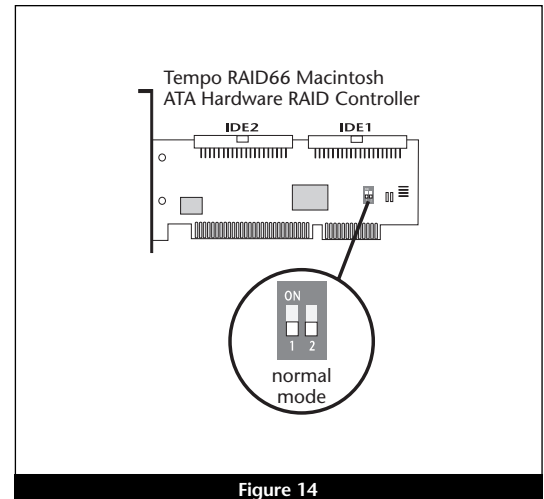 Tempo RAID66 Macintosh
ATA Hardware RAID Controller
IDE2 IDE1
ON
1 2
normal
mode
Figure 14